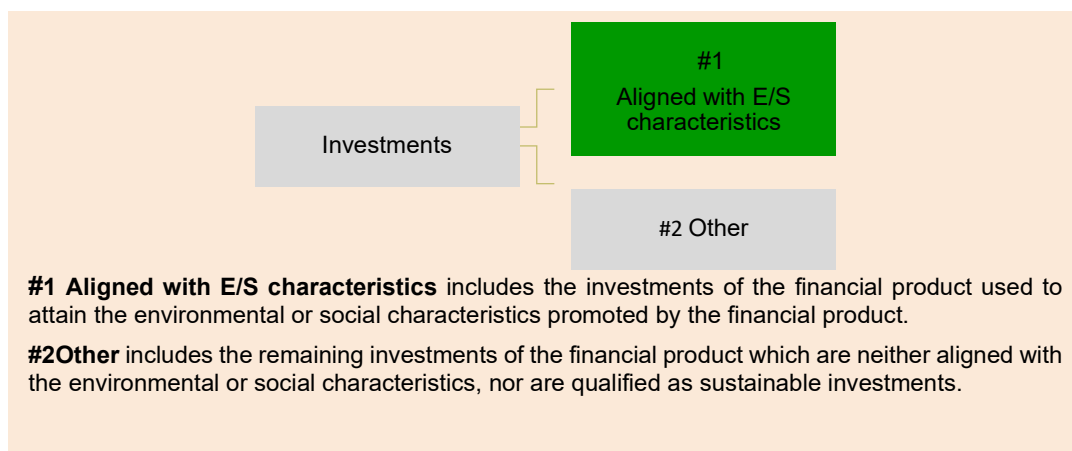 #1
Aligned with E/S
characteristics
Investments
#2 Other
#1 Aligned with E/S characteristics includes the investments of the financial product used to
attain the environmental or social characteristics promoted by the financial product.
#2Other includes the remaining investments of the financial product which are neither aligned with
the environmental or social characteristics, nor are qualified as sustainable investments.